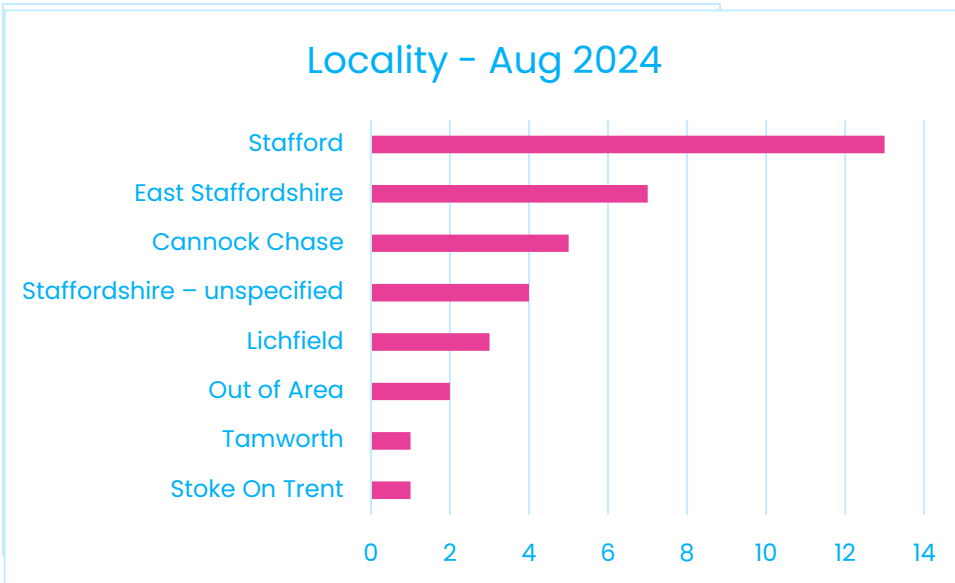 Locality - Aug 2024
Stafford
East Staffordshire
Cannock Chase
Staffordshire – unspecified
Lichfield
Out of Area
Tamworth
Stoke On Trent
0 2 4 6 8 10 12 14